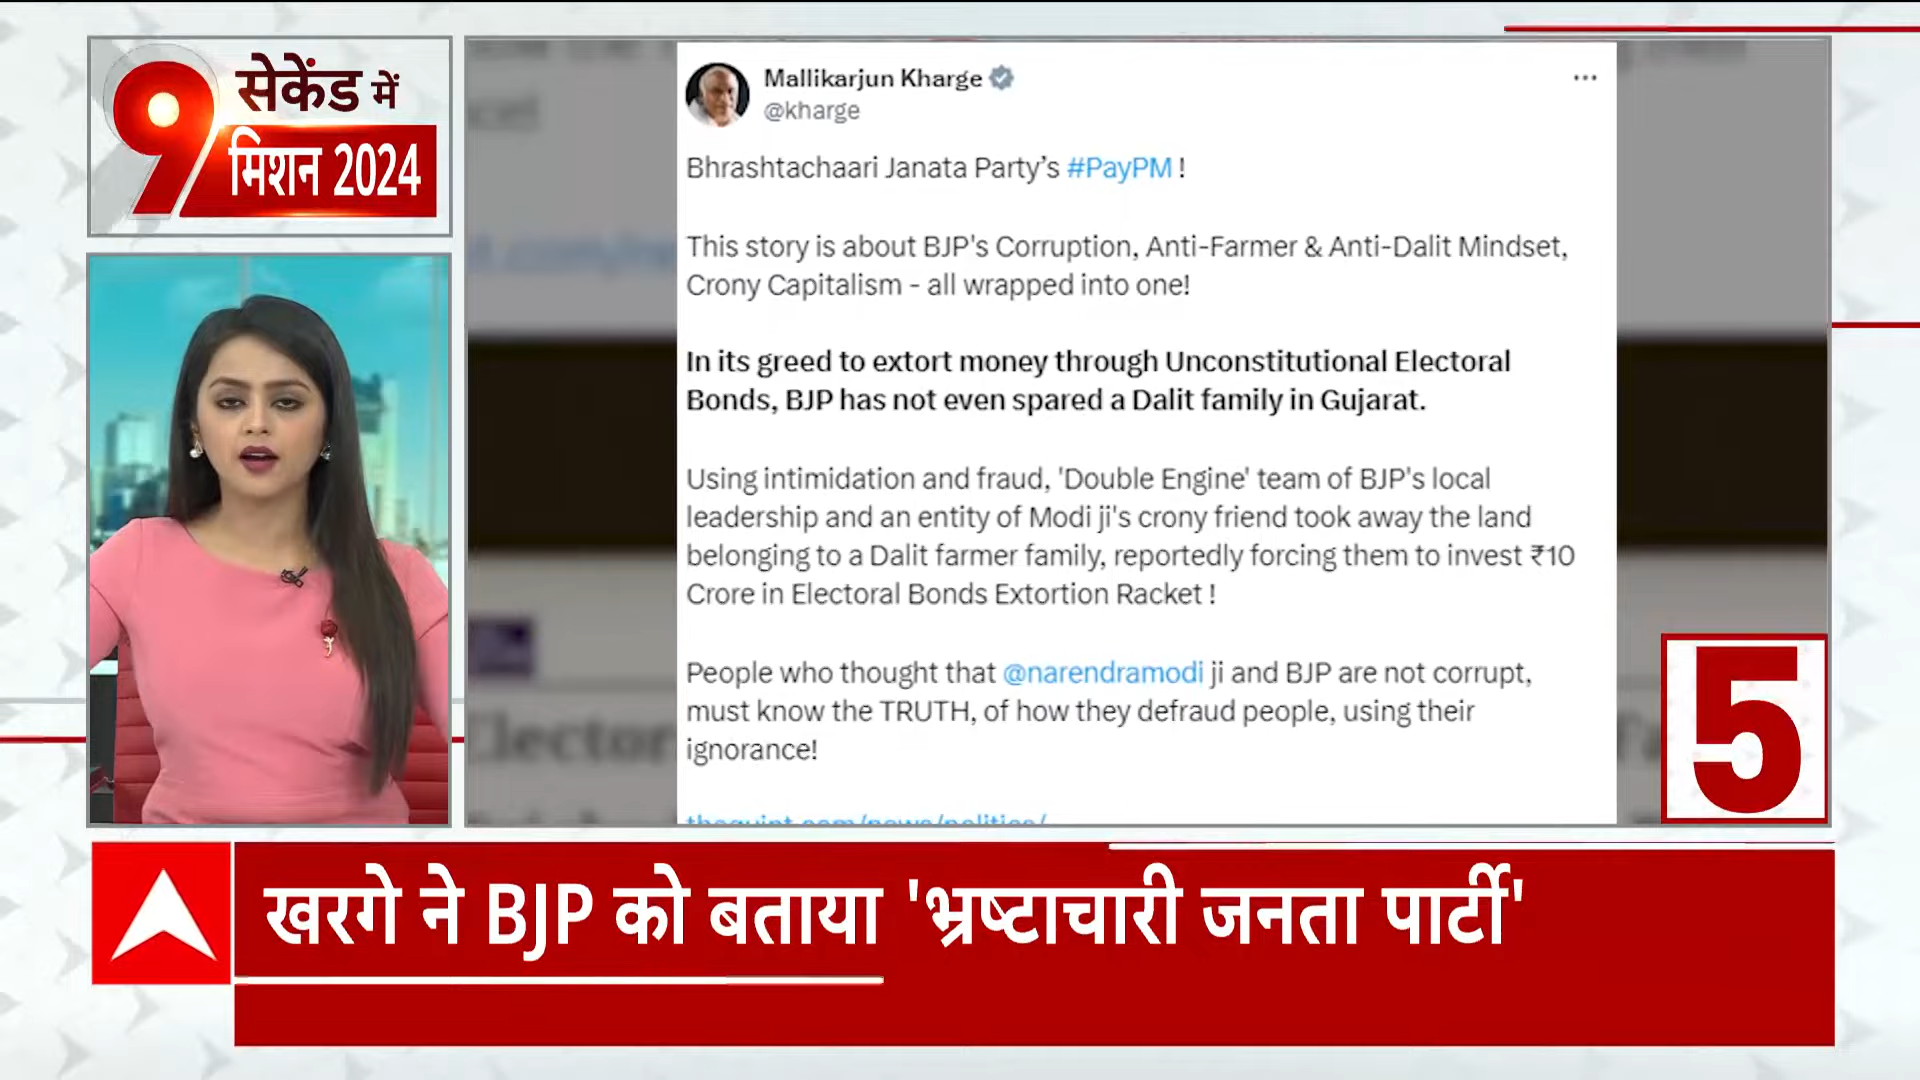 9 सेकेंड में
मिशन 2024
Mallikarjun Kharge
@kharge
Bhrashtachaari Janata Party’s #PayPM !
This story is about BJP's Corruption, Anti-Farmer & Anti-Dalit Mindset,
Crony Capitalism - all wrapped into one!
In its greed to extort money through Unconstitutional Electoral
Bonds, BJP has not even spared a Dalit family in Gujarat.
Using intimidation and fraud, 'Double Engine' team of BJP's local
leadership and an entity of Modi ji's crony friend took away the land
belonging to a Dalit farmer family, reportedly forcing them to invest ₹10
Crore in Electoral Bonds Extortion Racket !
People who thought that @narendramodi ji and BJP are not corrupt,
must know the TRUTH, of how they defraud people, using their
ignorance!
thequint.com/news/politics/
5
खरगे ने BJP को बताया 'भ्रष्टाचारी जनता पार्टी'